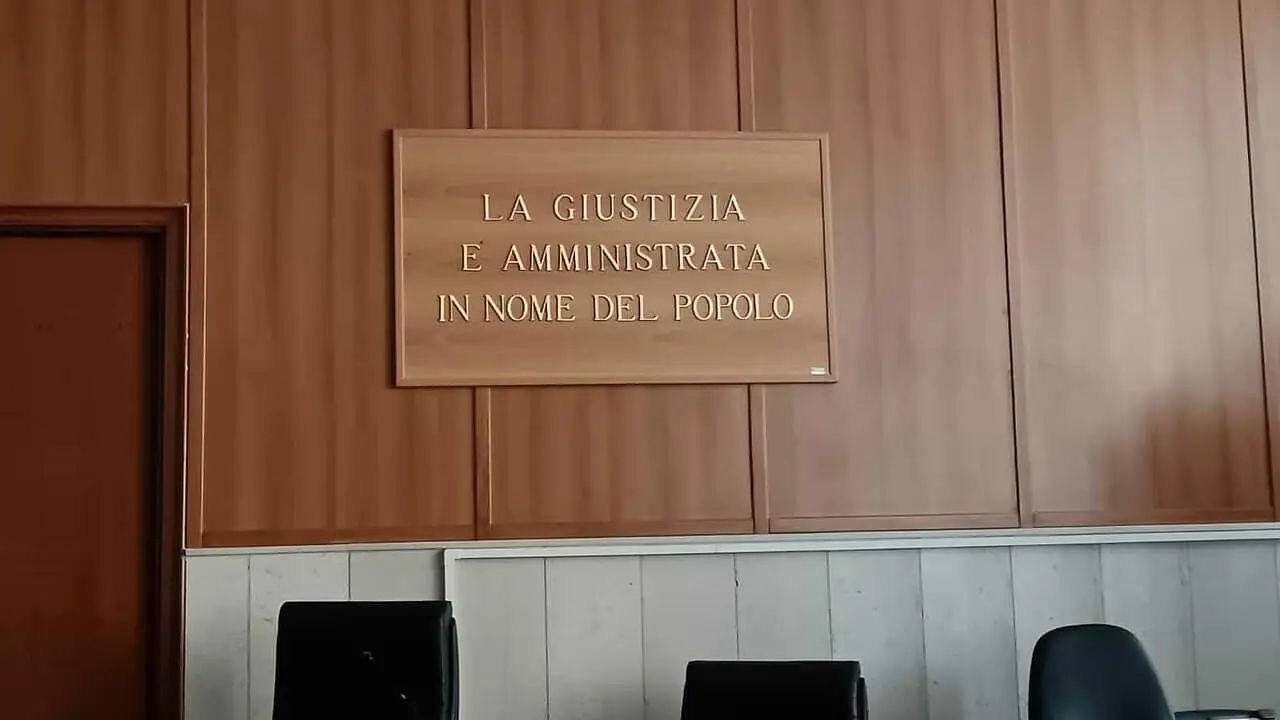 LA GIUSTIZIA
E' AMMINISTRATA
IN NOME DEL POPOLO